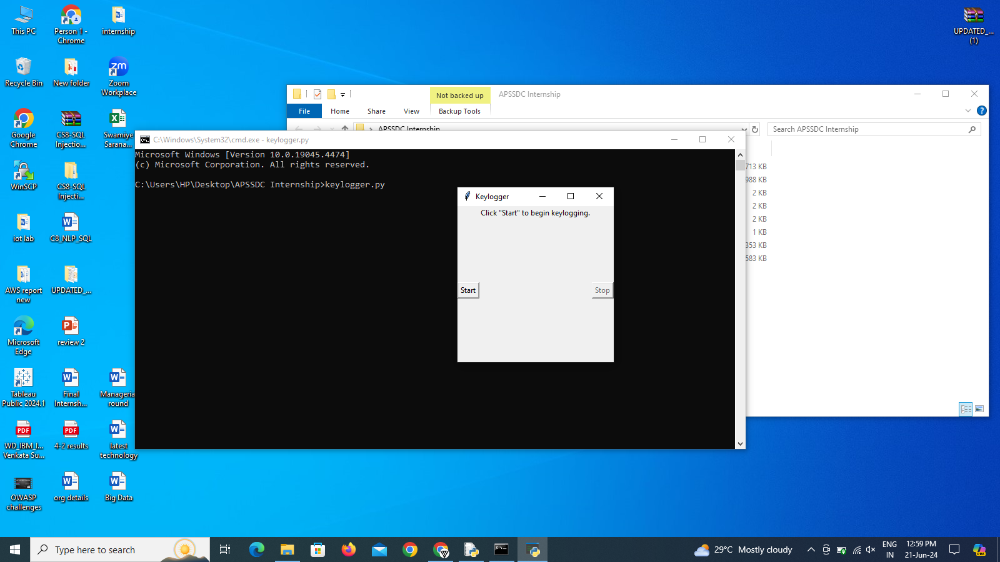 This PC
Person 1 -
Chrome
internship
UPDATED_...
(1)
Recycle Bin
New folder
Zoom
Workplace
Google
Chrome
CS8-SQL
Injectio...
Swamiye
Sarana...
WinSCP
CS8-SQL
Injecti...
iot lab
C8_NLP_SQL
AWS report
new
UPDATED_...
Microsoft
Edge
review 2
Tableau
Public 2024.1
Final
Internsh...
Manageria
round
WD_IBM_I...
Venkata Su...
4-2 results
latest
technology
OWASP
challenges
org details
Big Data
Not backed up
APSSDC Internship
File
Home
Share
View
Backup Tools
APSSDC Internship
Search APSSDC Internship
713 KB
988 KB
2 KB
2 KB
2 KB
1 KB
353 KB
583 KB
C:\Windows\System32\cmd.exe - keylogger.py
Microsoft Windows [Version 10.0.19045.4474]
(c) Microsoft Corporation. All rights reserved.
C:\Users\HP\Desktop\APSSDC Internship>keylogger.py
Keylogger
Click "Start" to begin keylogging.
Start
Stop
Type here to search
29°C Mostly cloudy
ENG
IN
12:59 PM
21-Jun-24